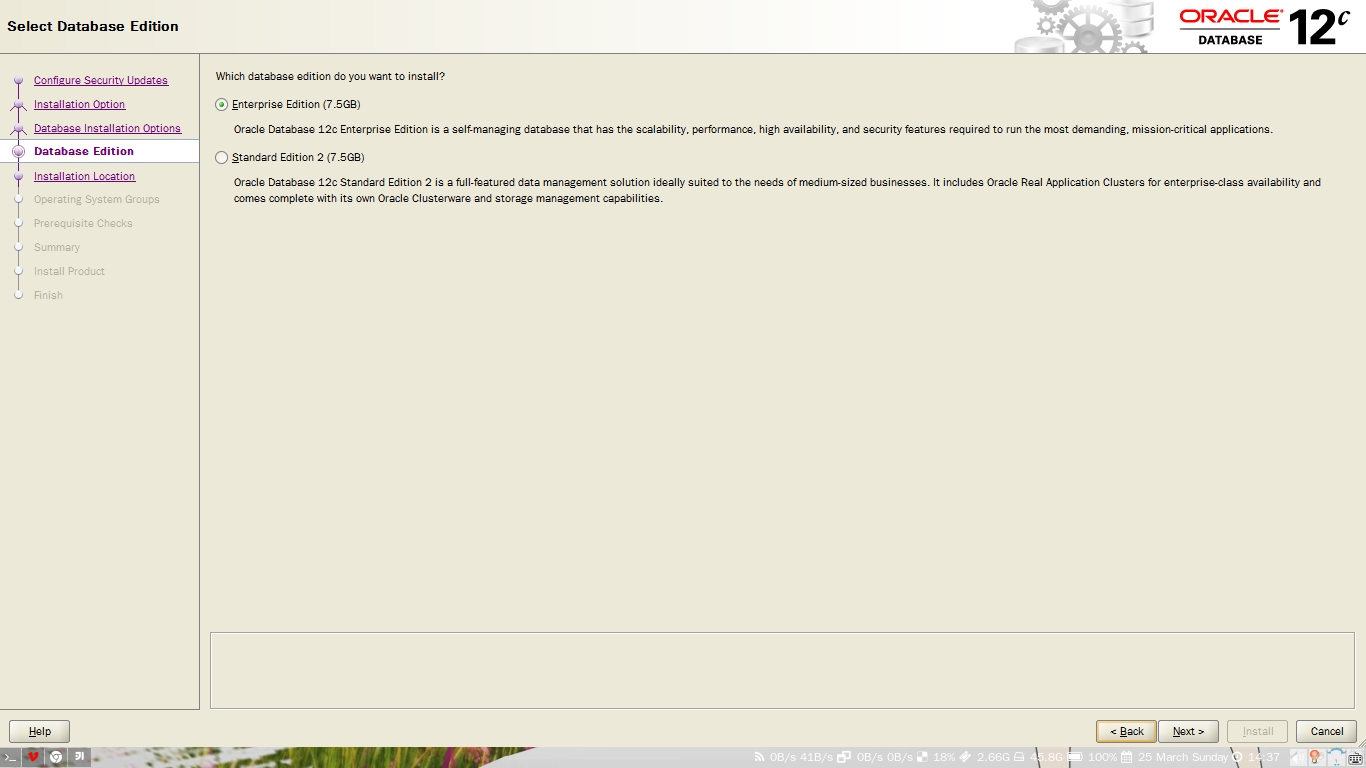 Select Database Edition
ORACLE
DATABASE
12c
Configure Security Updates
Installation Option
Database Installation Options
Database Edition
Installation Location
Operating System Groups
Prerequisite Checks
Summary
Install Product
Finish
Which database edition do you want to install?
Enterprise Edition (7.5GB)
Oracle Database 12c Enterprise Edition is a self-managing database that has the scalability, performance, high availability, and security features required to run the most demanding, mission-critical applications.
Standard Edition 2 (7.5GB)
Oracle Database 12c Standard Edition 2 is a full-featured data management solution ideally suited to the needs of medium-sized businesses. It includes Oracle Real Application Clusters for enterprise-class availability and
comes complete with its own Oracle Clusterware and storage management capabilities.
Help
< Back
Next >
Install
Cancel
0B/s 41B/s 0B/s 0B/s 18% 2.66G 45.8G 100% 25 March Sunday 14:37